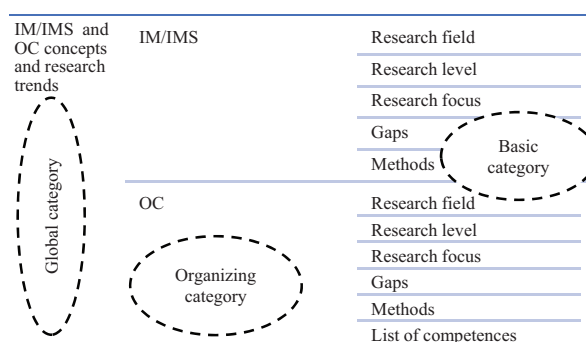 IM/IMS and
OC concepts
and research
trends
Global category
IM/IMS
Research field
Research level
Research focus
Gaps
Methods
Basic
category
OC
Organizing
category
Research field
Research level
Research focus
Gaps
Methods
List of competences